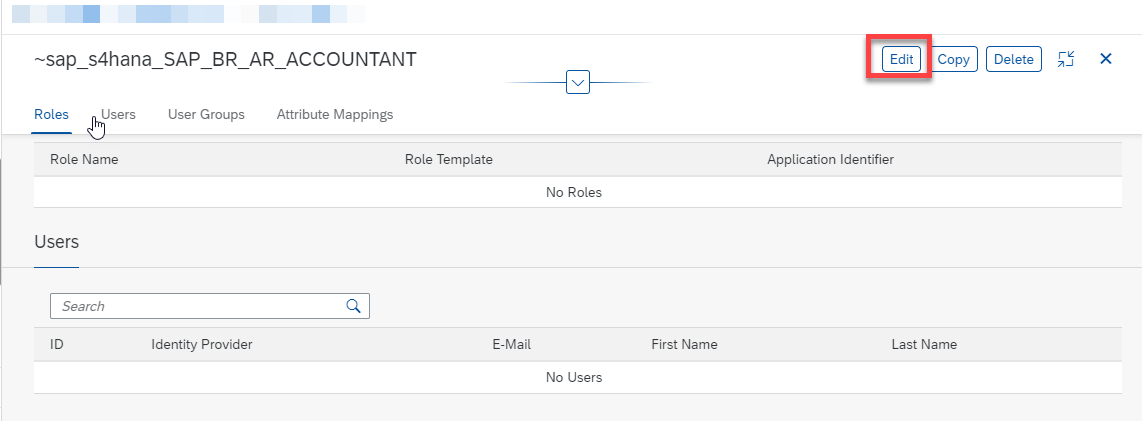 ~sap_s4hana_SAP_BR_AR_ACCOUNTANT Edit Copy Delete
Roles Users User Groups Attribute Mappings
Role Name Role Template Application Identifier
No Roles
Users
Search
ID Identity Provider E-Mail First Name Last Name
No Users